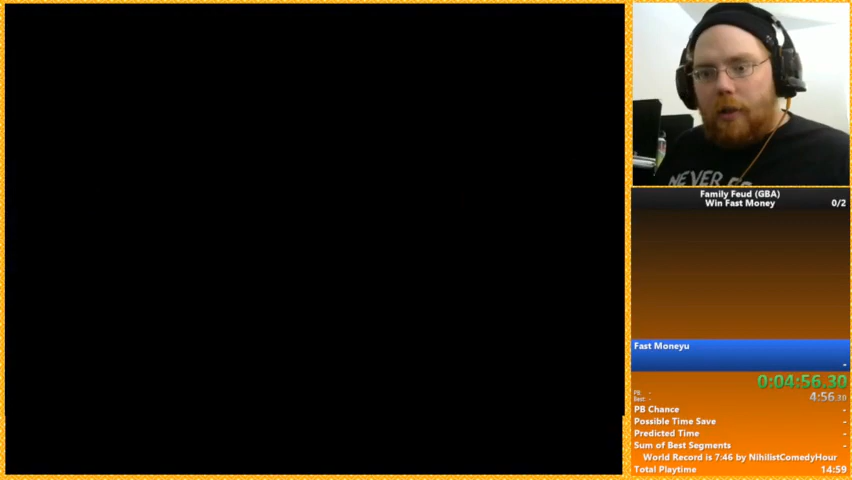 NEVER
Family Feud (GBA)
Win Fast Money 0/2
Fast Moneyu
-
0:04:56.30
PB: -
Best: - 4:56.30
PB Chance -
Possible Time Save -
Predicted Time -
Sum of Best Segments -
World Record is 7:46 by NihilistComedyHour
Total Playtime 14:59